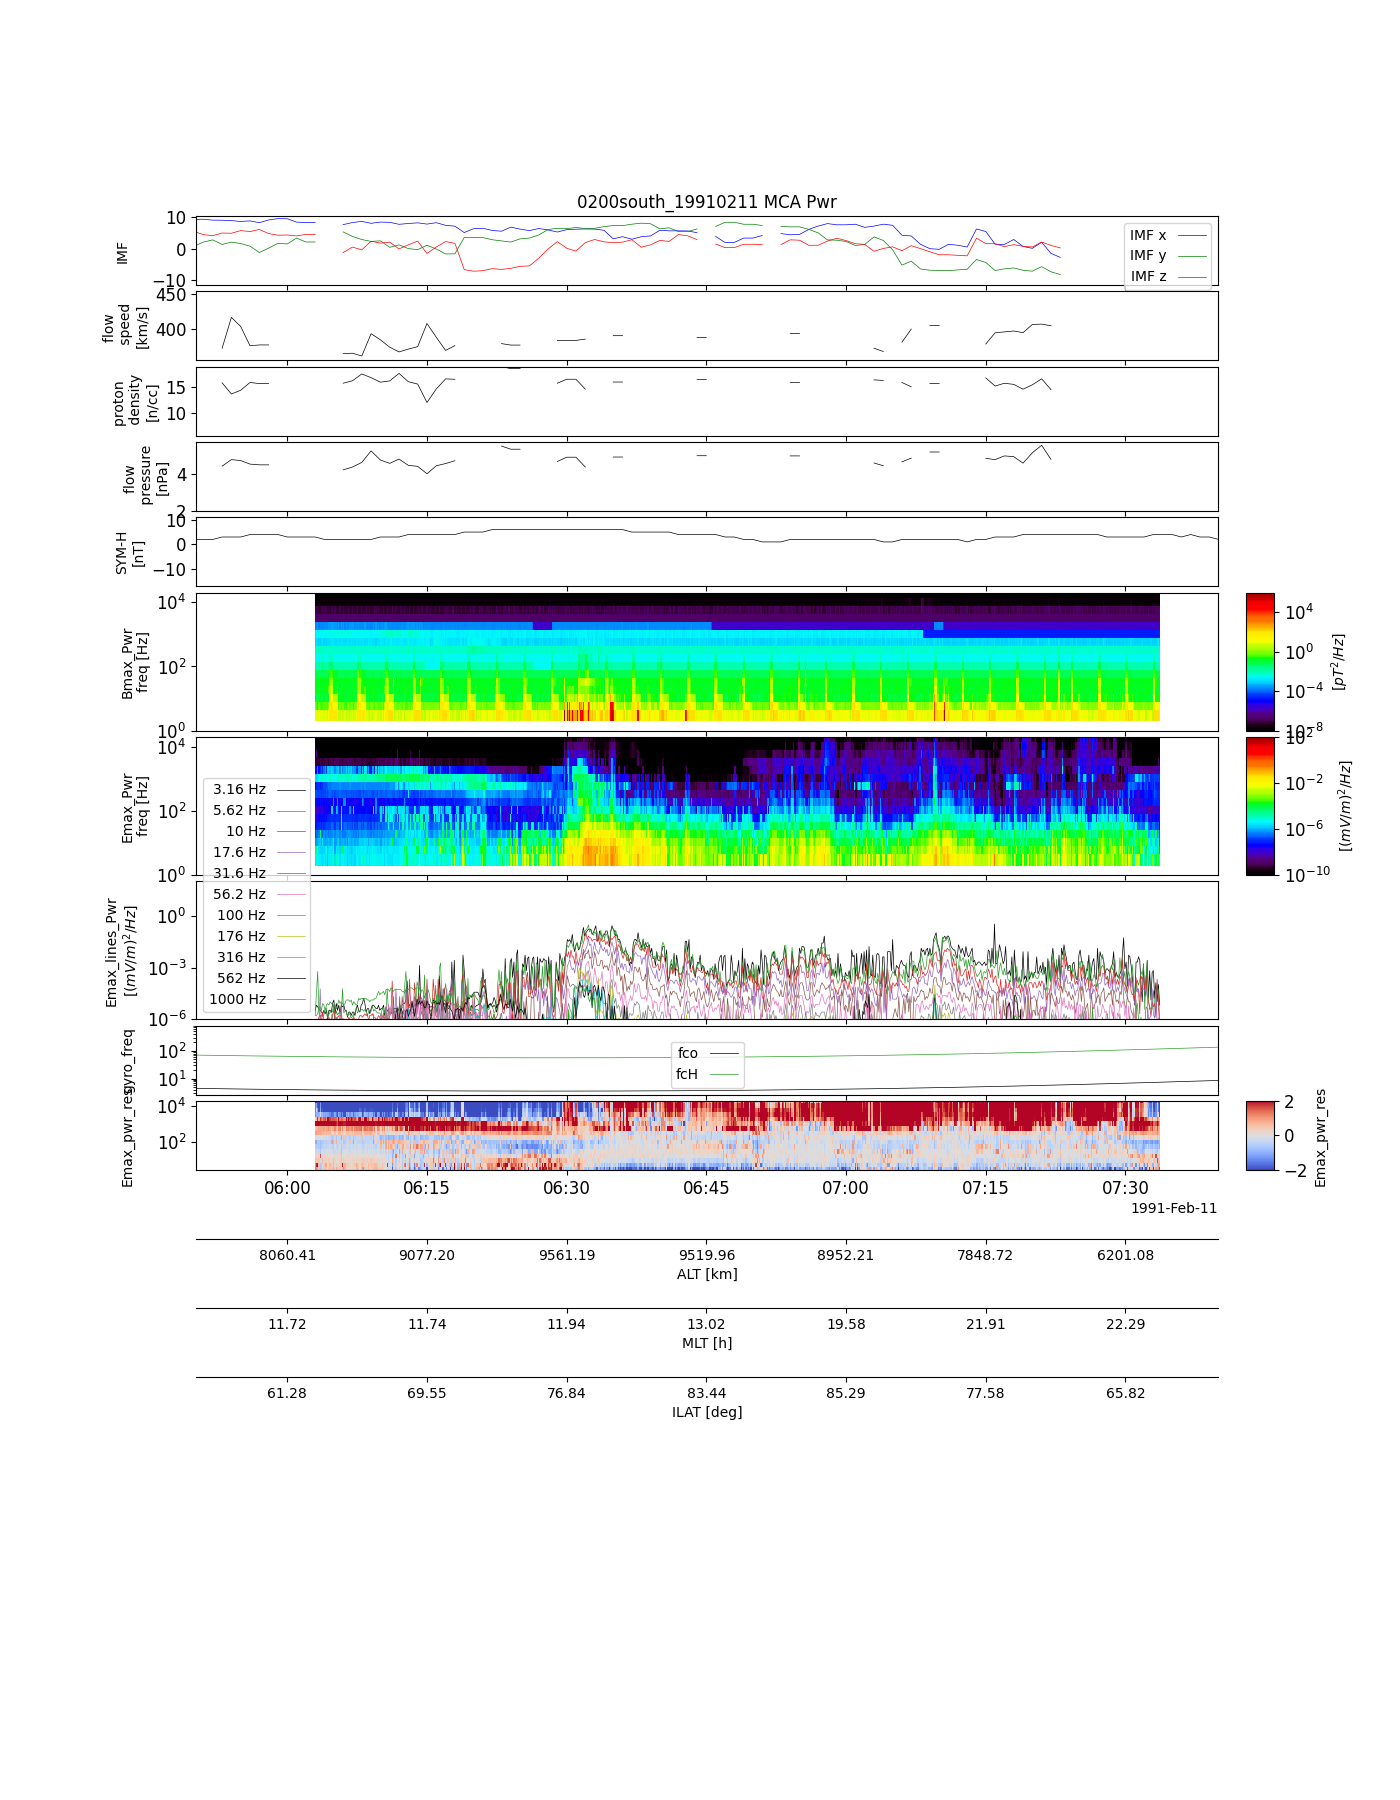 0200south_19910211 MCA Pwr
10
0
−10
IMF
IMF x
IMF y
IMF z
450
400
flow
speed
[km/s]
15
10
proton
density
[n/cc]
4
2
flow
pressure
[nPa]
10
0
−10
SYM-H
[nT]
10^4
10^2
10^0
Bmax_Pwr
freq [Hz]
10^4
10^0
10^−4
10^−8
[pT^2/Hz]
10^4
10^2
10^0
Emax_Pwr
freq [Hz]
10^2
10^−2
10^−6
10^−10
[(mV/m)^2/Hz]
3.16 Hz
5.62 Hz
10 Hz
17.6 Hz
31.6 Hz
56.2 Hz
100 Hz
176 Hz
316 Hz
562 Hz
1000 Hz
10^0
10^−3
10^−6
Emax_lines_Pwr
[(mV/m)^2/Hz]
10^2
10^1
gyro_freq
fco
fcH
10^4
10^2
Emax_pwr_res
2
0
−2
Emax_pwr_res
06:00 06:15 06:30 06:45 07:00 07:15 07:30
1991-Feb-11
8060.41 9077.20 9561.19 9519.96 8952.21 7848.72 6201.08
ALT [km]
11.72 11.74 11.94 13.02 19.58 21.91 22.29
MLT [h]
61.28 69.55 76.84 83.44 85.29 77.58 65.82
ILAT [deg]